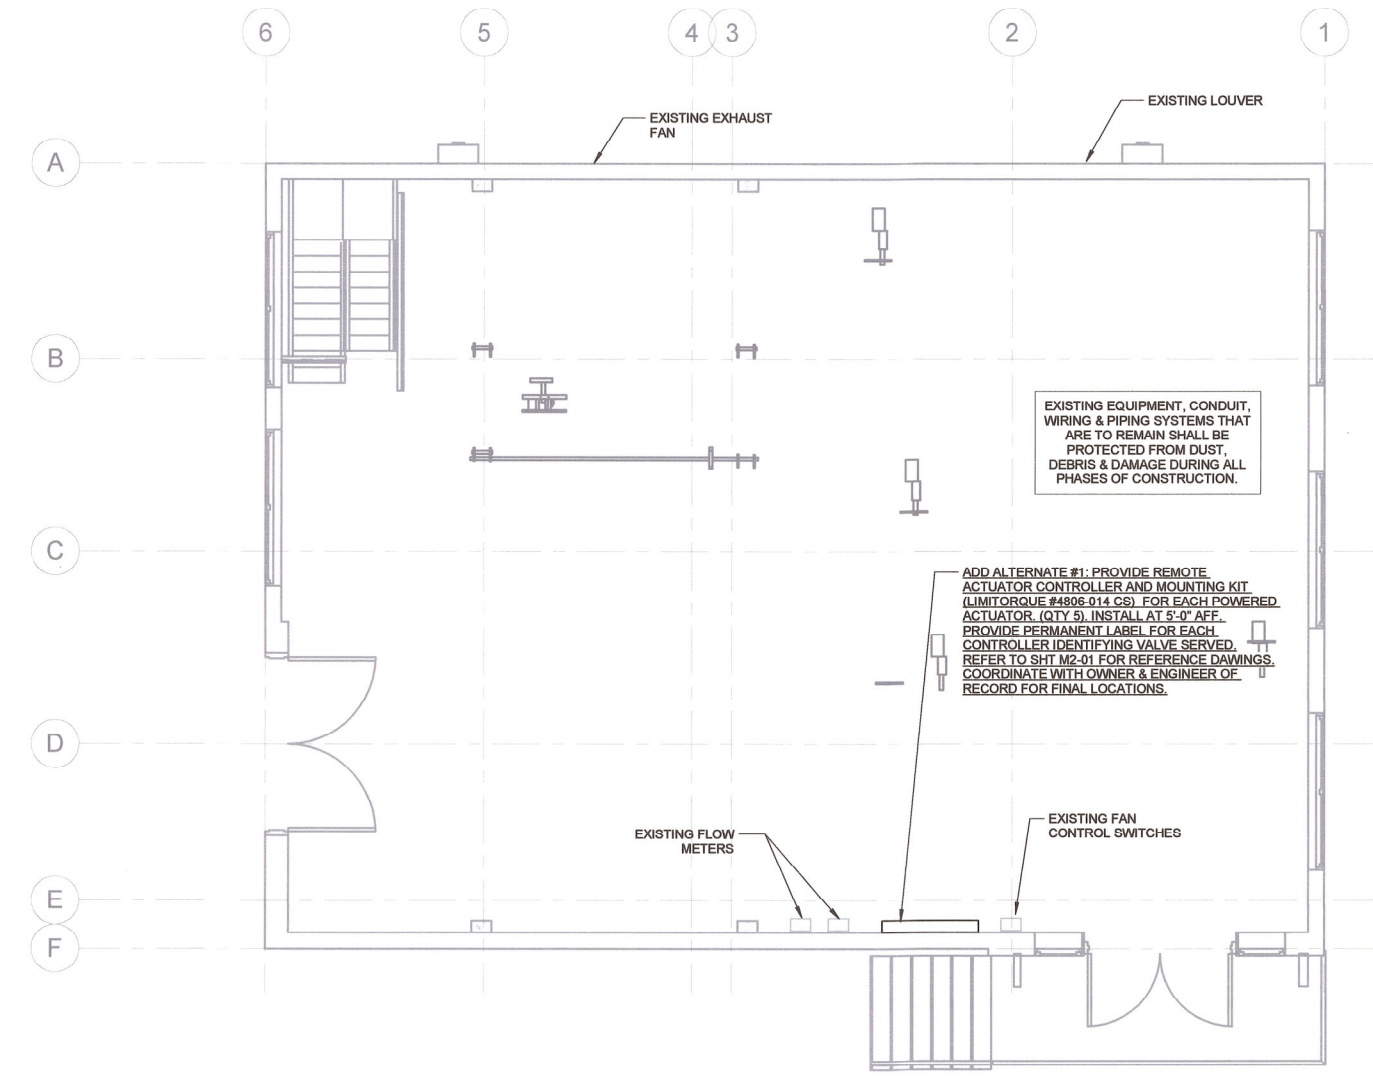 6 5 4 3 2 1
EXISTING LOUVER
EXISTING EXHAUST
FAN
A
B
EXISTING EQUIPMENT, CONDUIT,
WIRING & PIPING SYSTEMS THAT
ARE TO REMAIN SHALL BE
PROTECTED FROM DUST,
DEBRIS & DAMAGE DURING ALL
PHASES OF CONSTRUCTION.
C
ADD ALTERNATE #1: PROVIDE REMOTE
ACTUATOR CONTROLLER AND MOUNTING KIT
(LIMITORQUE #4806-014 CS) FOR EACH POWERED
ACTUATOR. (QTY 5). INSTALL AT 5'-0" AFF.
PROVIDE PERMANENT LABEL FOR EACH
CONTROLLER IDENTIFYING VALVE SERVED.
REFER TO SHT M2-01 FOR REFERENCE DAWINGS.
COORDINATE WITH OWNER & ENGINEER OF
RECORD FOR FINAL LOCATIONS.
D
EXISTING FLOW
METERS
EXISTING FAN
CONTROL SWITCHES
E
F